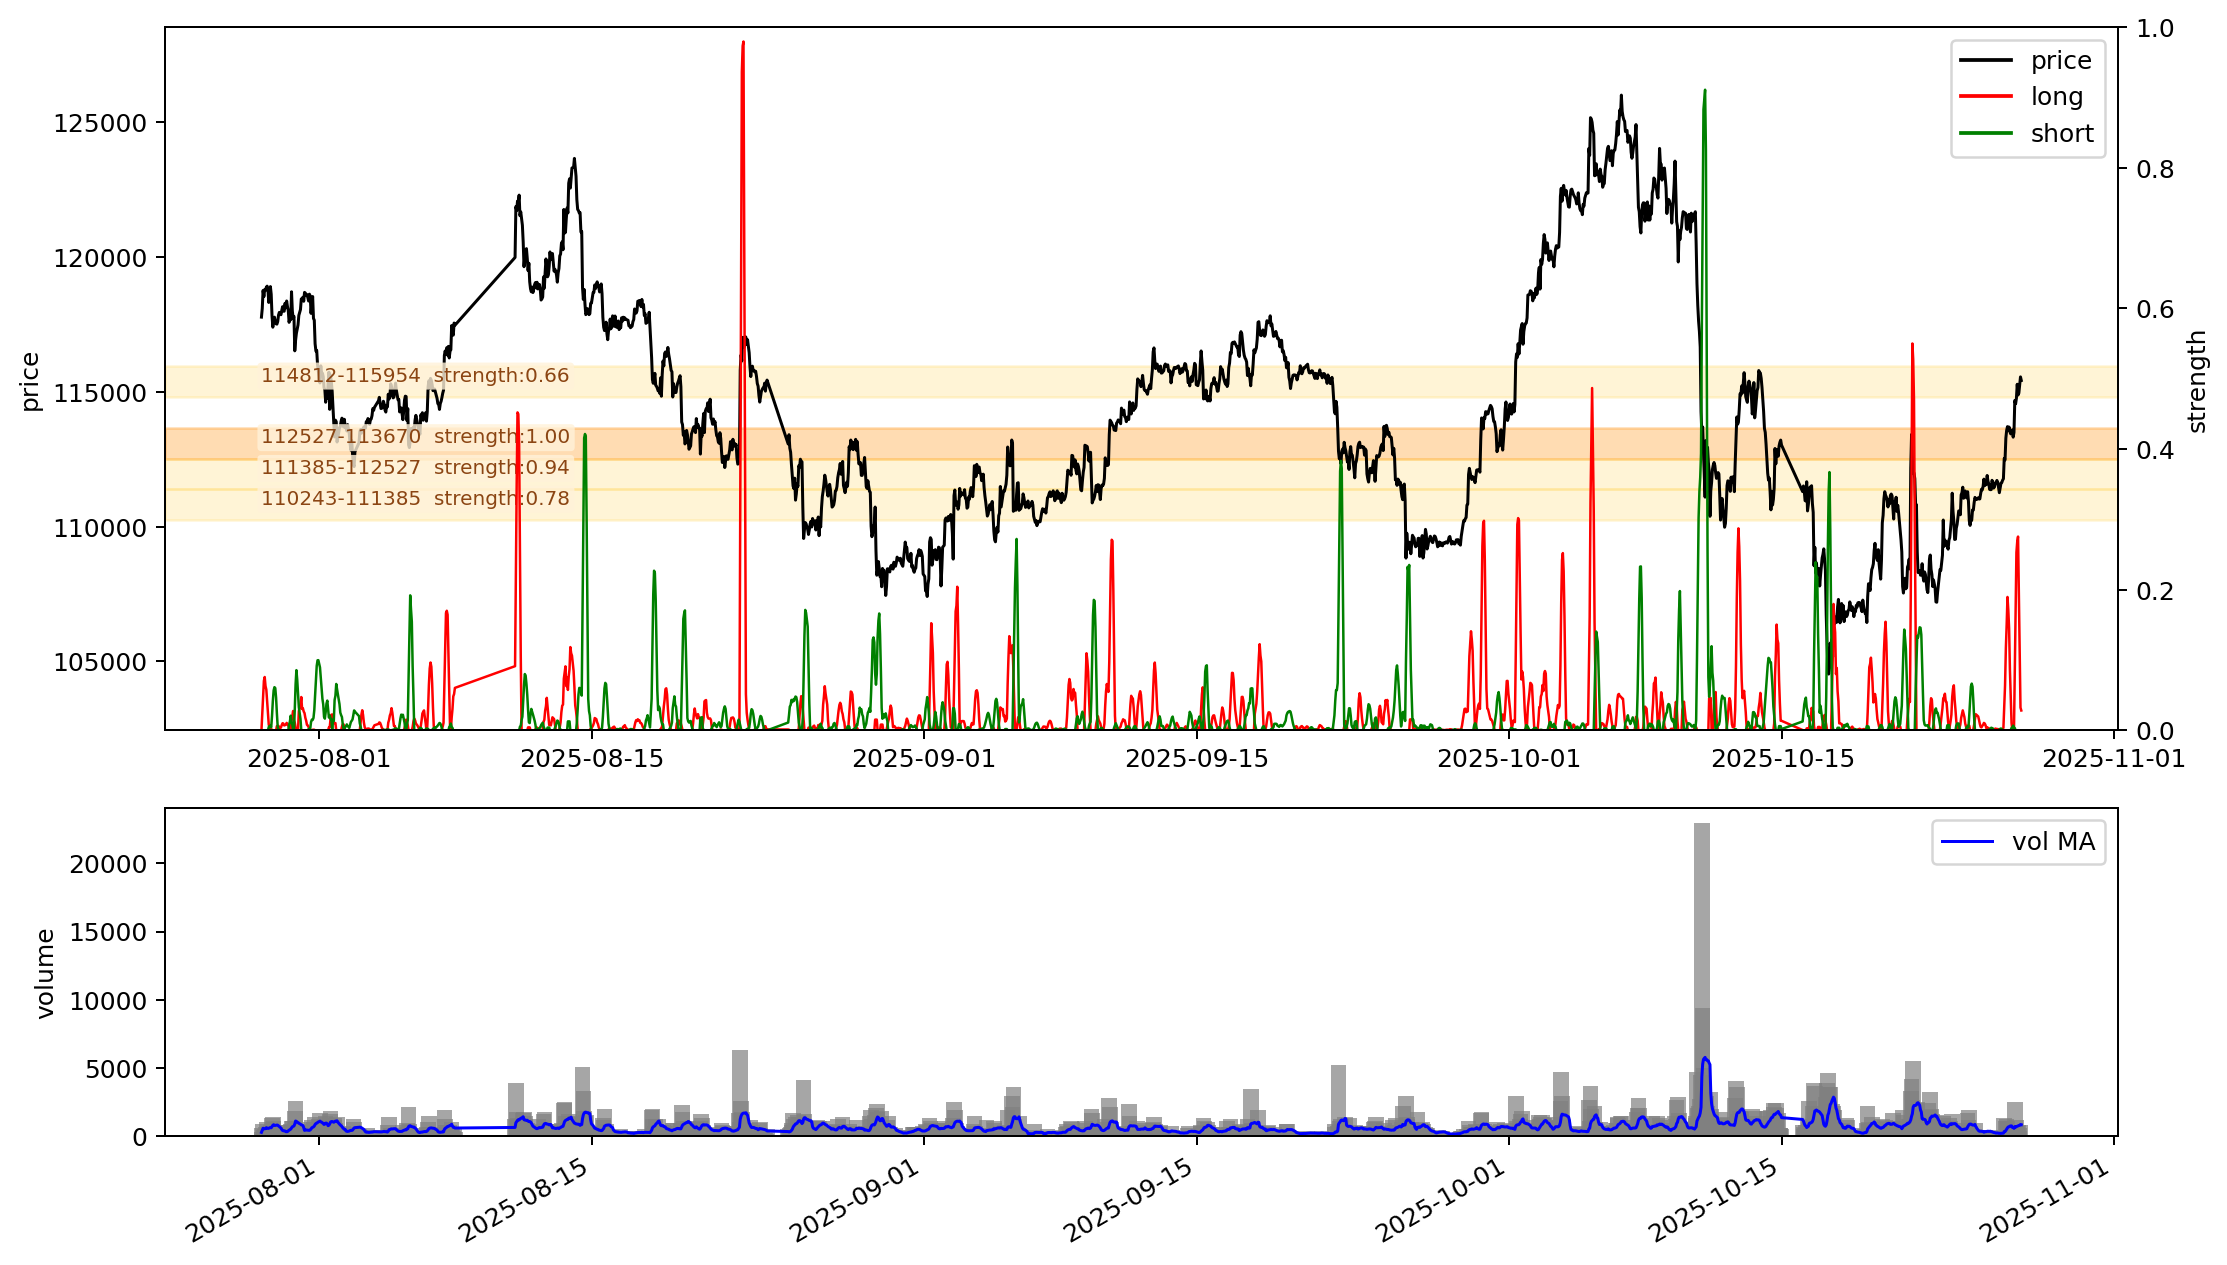 price
125000
120000
115000
110000
105000
114812-115954 strength:0.66
112527-113670 strength:1.00
111385-112527 strength:0.94
110243-111385 strength:0.78
price
long
short
1.0
0.8
0.6
0.4
0.2
0.0
strength
2025-08-01
2025-08-15
2025-09-01
2025-09-15
2025-10-01
2025-10-15
2025-11-01
volume
20000
15000
10000
5000
0
vol MA
2025-08-01
2025-08-15
2025-09-01
2025-09-15
2025-10-01
2025-10-15
2025-11-01